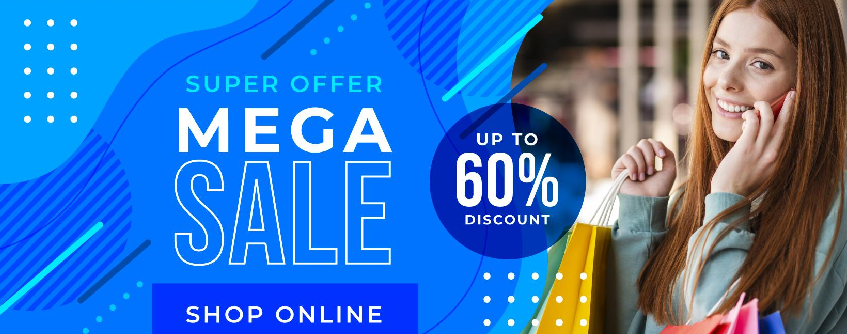 SUPER OFFER
MEGA
SALE
UP TO
60%
DISCOUNT
SHOP ONLINE